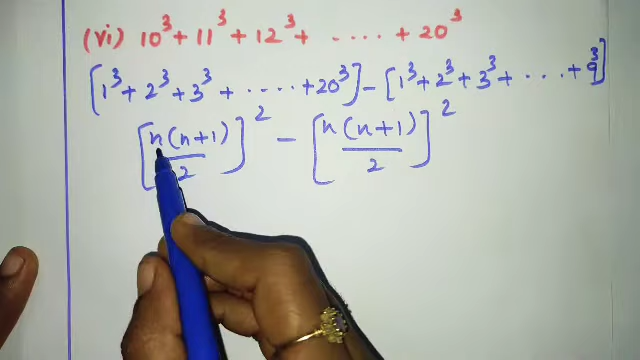 (vi) 10³ + 11³ + 12³ + ..... + 20³
[1³ + 2³ + 3³ + ..... + 20³] - [1³ + 2³ + 3³ + ... + 9³]
[n(n+1)/2]² - [n(n+1)/2]²